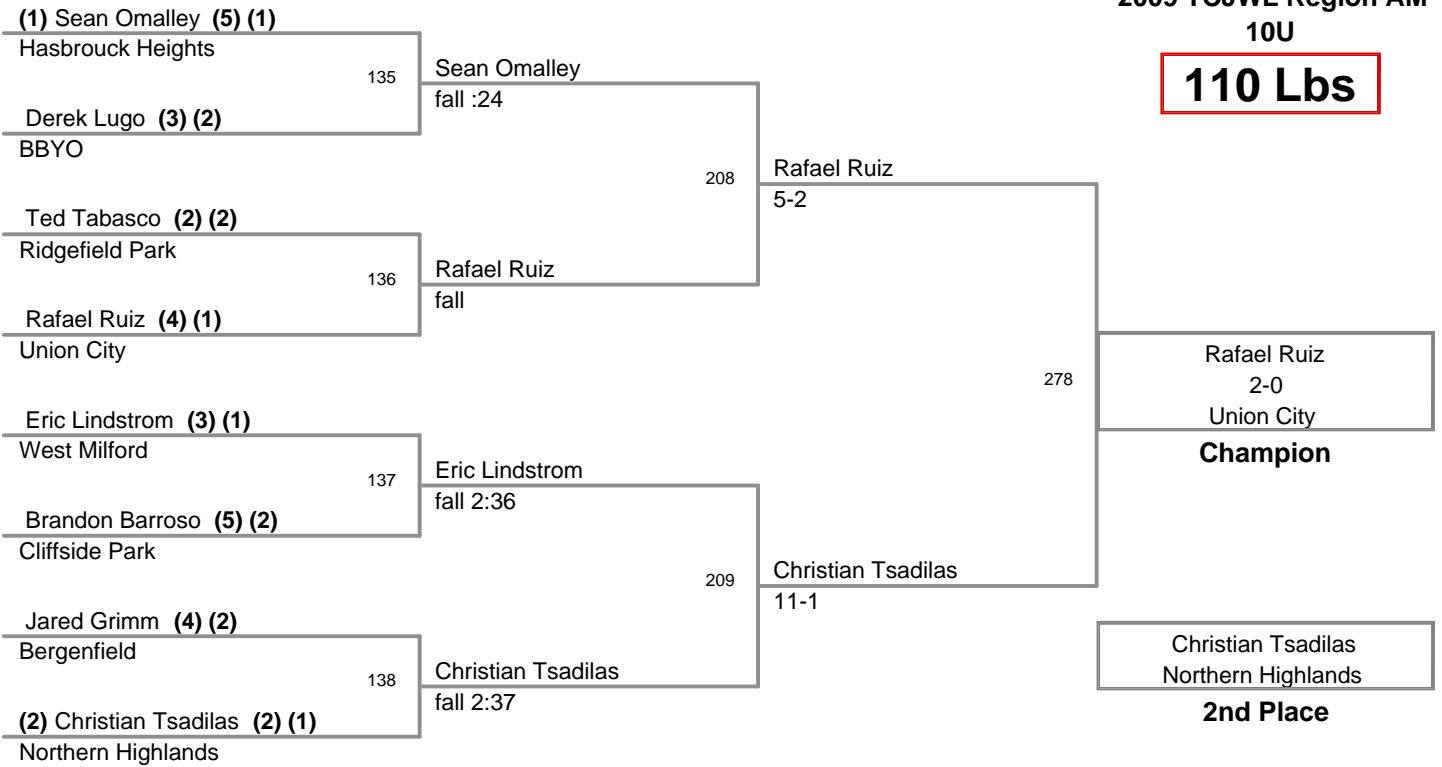 2009 TCJWL Region AM
10U
110 Lbs
(1) Sean Omalley (5) (1)
Hasbrouck Heights
135
Derek Lugo (3) (2)
BBYO
Sean Omalley
fall :24
Ted Tabasco (2) (2)
Ridgefield Park
136
Rafael Ruiz (4) (1)
Union City
Rafael Ruiz
fall
208
Rafael Ruiz
5-2
Eric Lindstrom (3) (1)
West Milford
137
Brandon Barroso (5) (2)
Cliffside Park
Eric Lindstrom
fall 2:36
Jared Grimm (4) (2)
Bergenfield
138
(2) Christian Tsadilas (2) (1)
Northern Highlands
Christian Tsadilas
fall 2:37
209
Christian Tsadilas
11-1
278
Rafael Ruiz
2-0
Union City
Champion
Christian Tsadilas
Northern Highlands
2nd Place